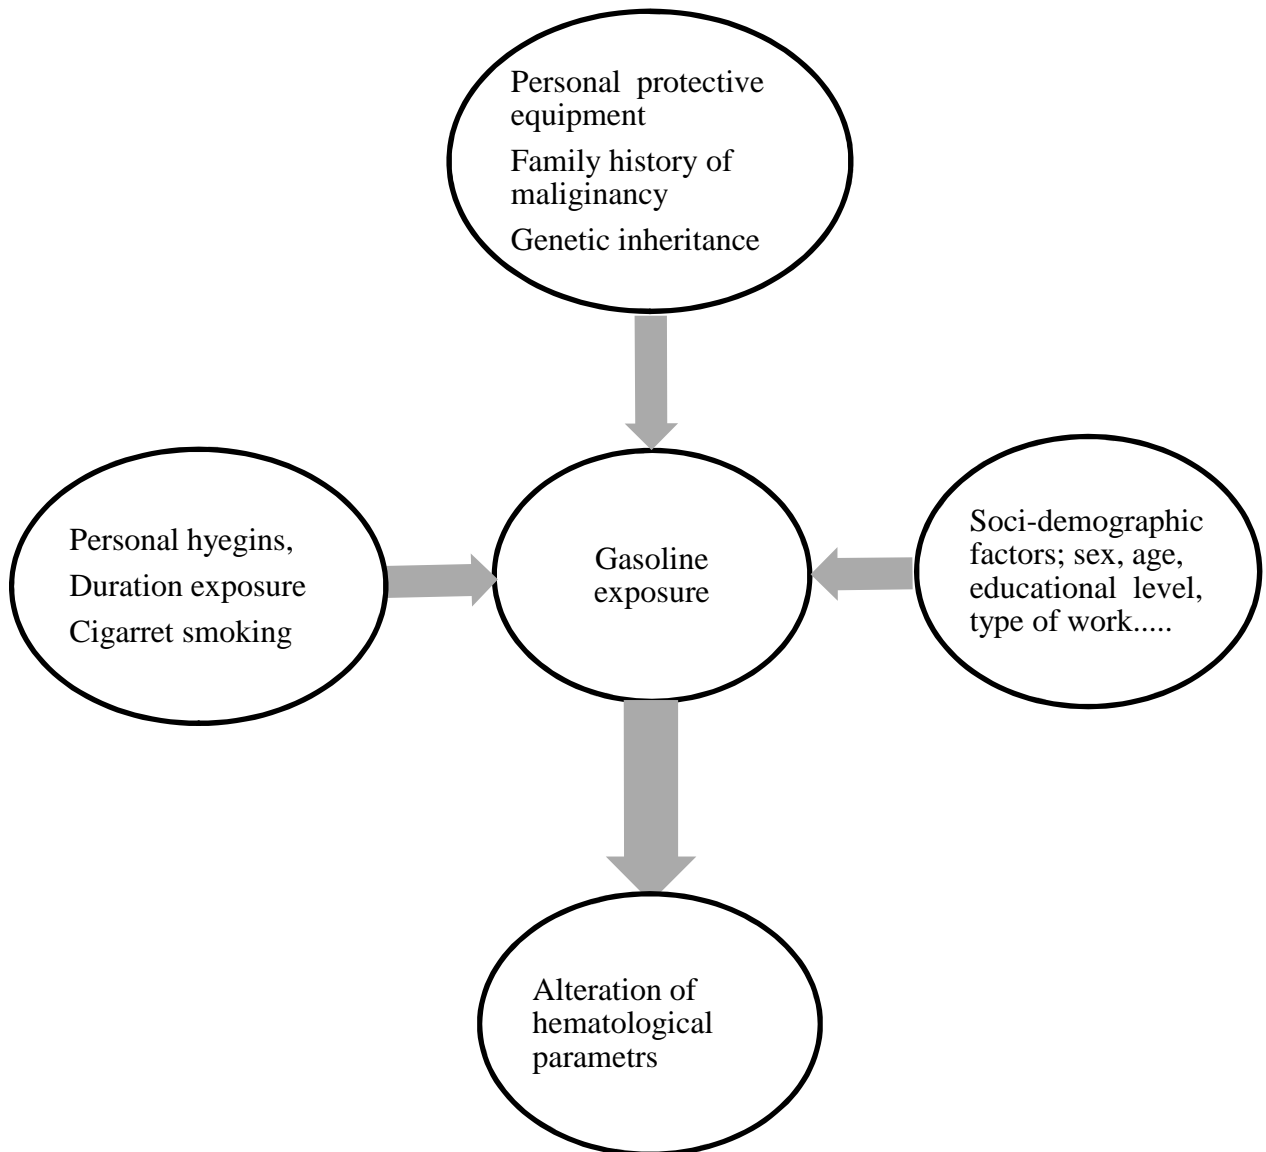 Personal protective
equipment
Family history of
maliginancy
Genetic inheritance
Personal hyegins,
Duration exposure
Cigarret smoking
Gasoline
exposure
Soci-demographic
factors; sex, age,
educational level,
type of work.....
Alteration of
hematological
parametrs